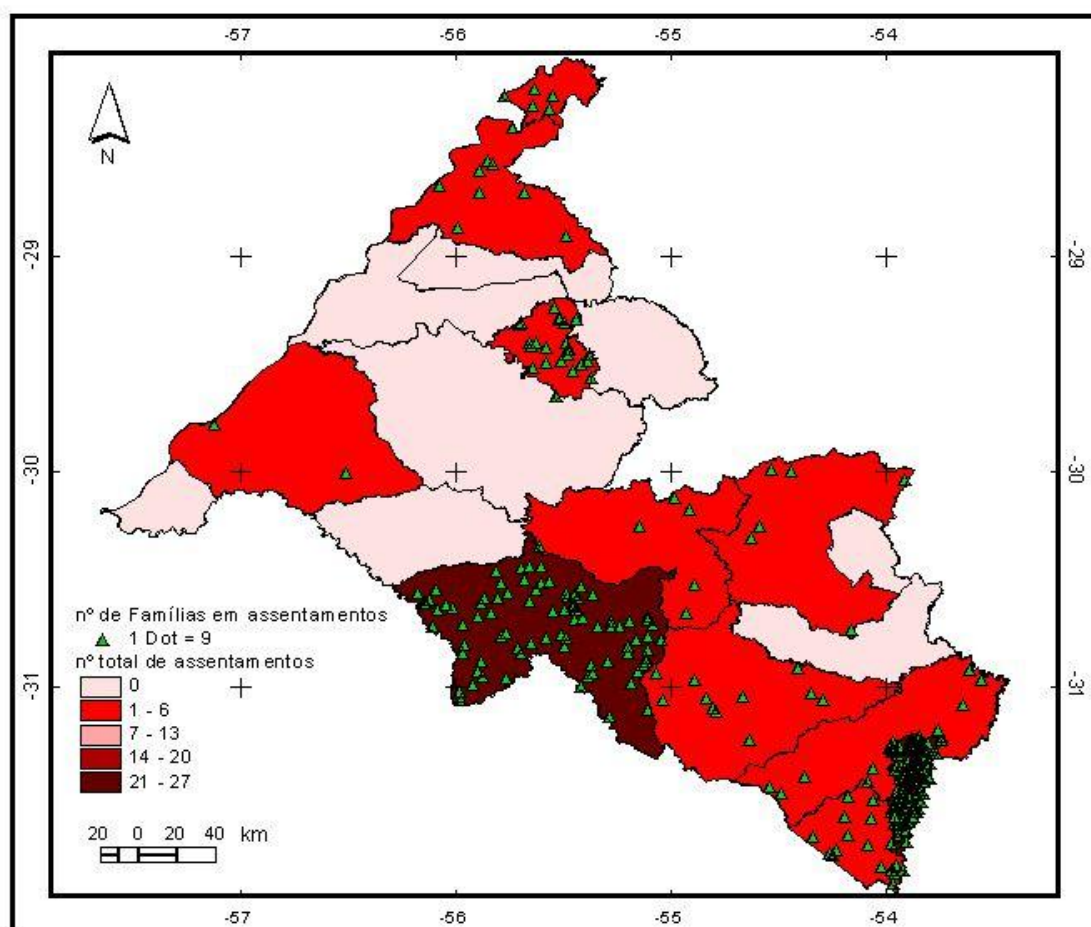 -57 -56 -55 -54
N
-29 -29
-30 -30
-31 -31
nº de Famílias em assentamentos
1 Dot = 9
nº total de assentamentos
0
1 - 6
7 - 13
14 - 20
21 - 27
20 0 20 40 km
-57 -56 -55 -54